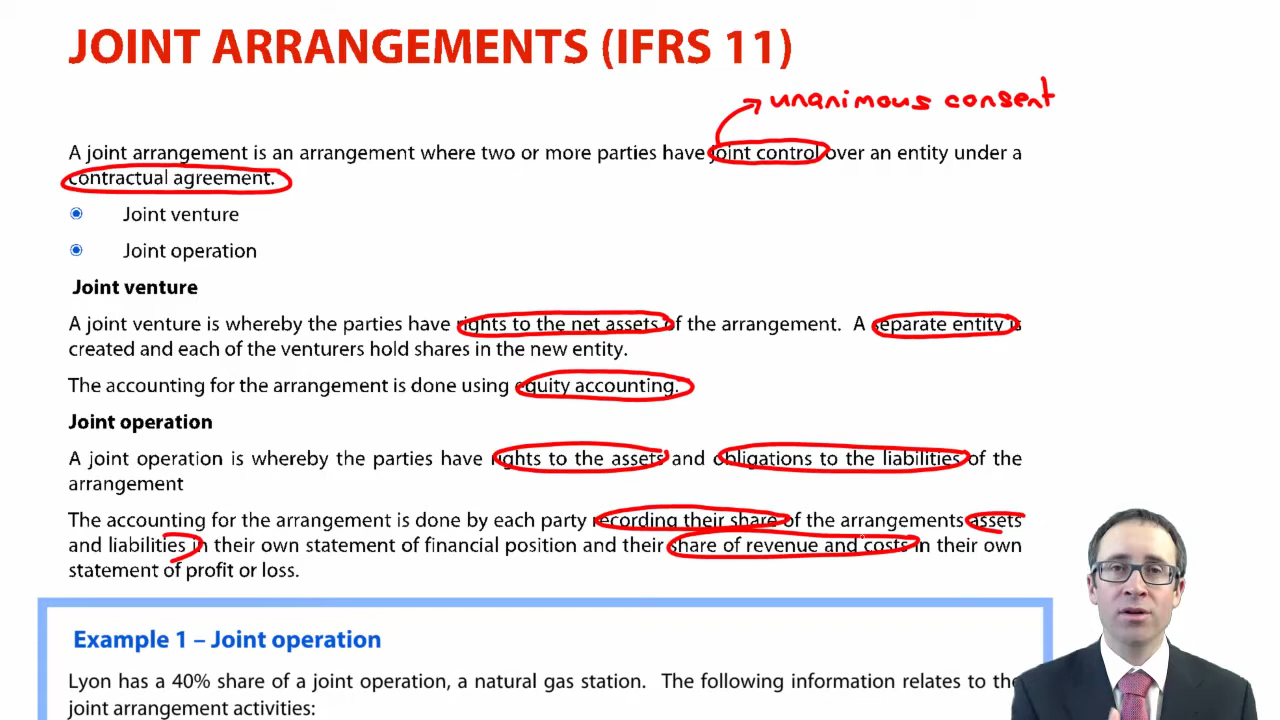 JOINT ARRANGEMENTS (IFRS 11)
unanimous consent
A joint arrangement is an arrangement where two or more parties have joint control over an entity under a
contractual agreement.
Joint venture
Joint operation
Joint venture
A joint venture is whereby the parties have rights to the net assets of the arrangement. A separate entity is
created and each of the venturers hold shares in the new entity.
The accounting for the arrangement is done using equity accounting.
Joint operation
A joint operation is whereby the parties have rights to the assets and obligations to the liabilities of the
arrangement
The accounting for the arrangement is done by each party recording their share of the arrangements assets
and liabilities in their own statement of financial position and their share of revenue and costs in their own
statement of profit or loss.
Example 1 – Joint operation
Lyon has a 40% share of a joint operation, a natural gas station. The following information relates to the
joint arrangement activities: